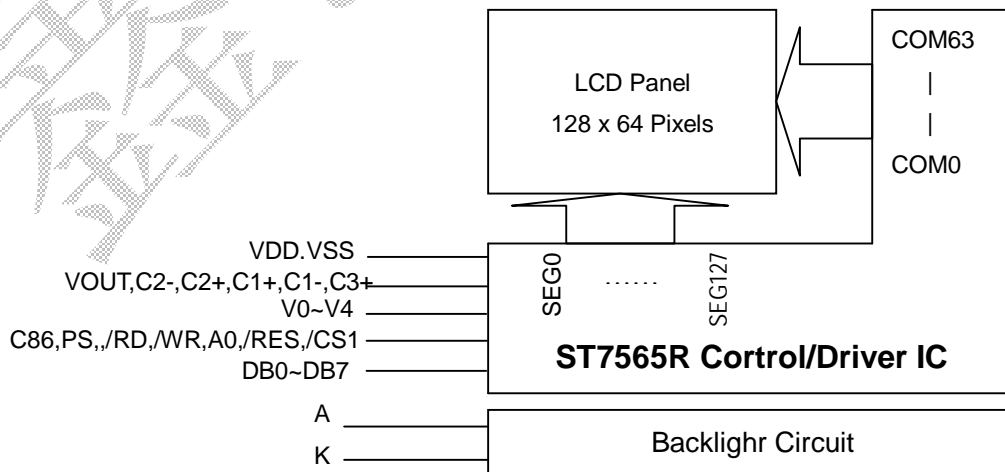 COM63
|
|
COM0
LCD Panel
128 x 64 Pixels
VDD.VSS
VOUT,C2-,C2+,C1+,C1-,C3+
V0~V4
C86,PS,,/RD,/WR,A0,/RES,/CS1
DB0~DB7
SEG0
......
SEG127
ST7565R Cortrol/Driver IC
A
K
Backlighr Circuit